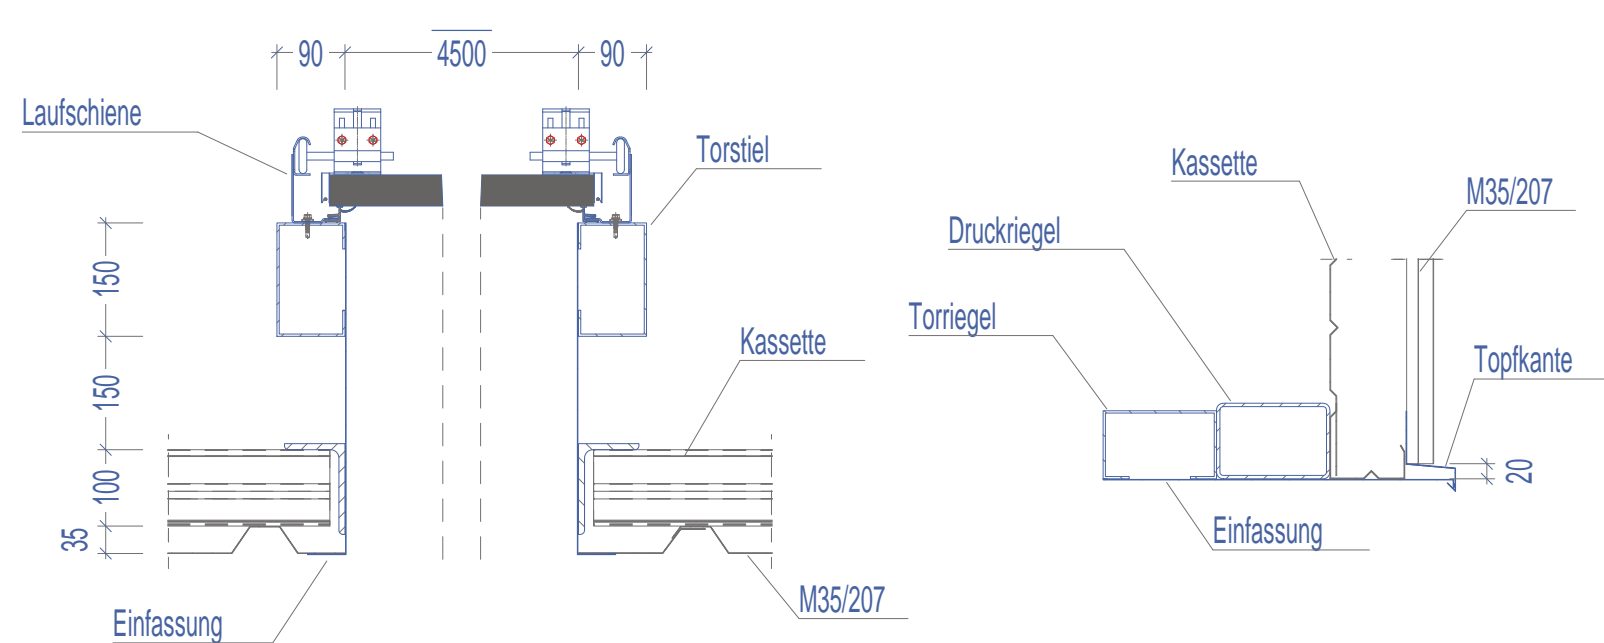 90
4500
90
Laufschiene
Torstiel
150
150
Kassette
100
35
M35/207
Einfassung
Kassette
M35/207
Druckriegel
Torriegel
Topfkante
20
Einfassung